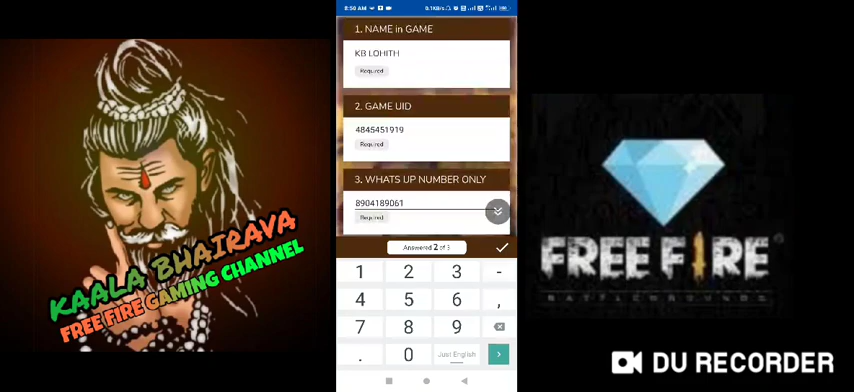 8:50 AM
0.1KB/s
1. NAME in GAME
KB LOHITH
Required
2. GAME UID
4845451919
Required
3. WHATS UP NUMBER ONLY
8904189061
Required
Answered 2 of 3
1 2 3 -
4 5 6 ,
7 8 9
. 0 Just English
KAALA BHAIRAVA
FREE FIRE GAMING CHANNEL
FREE FIRE
BATTLEGROUNDS
DU RECORDER